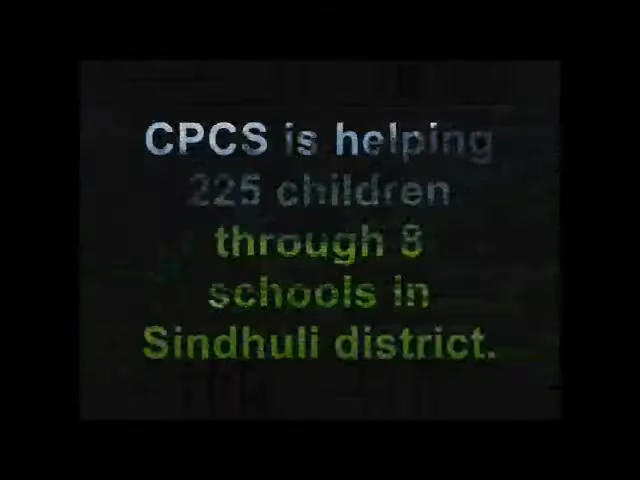 CPCS is helping
225 children
through 8
schools in
Sindhuli district.